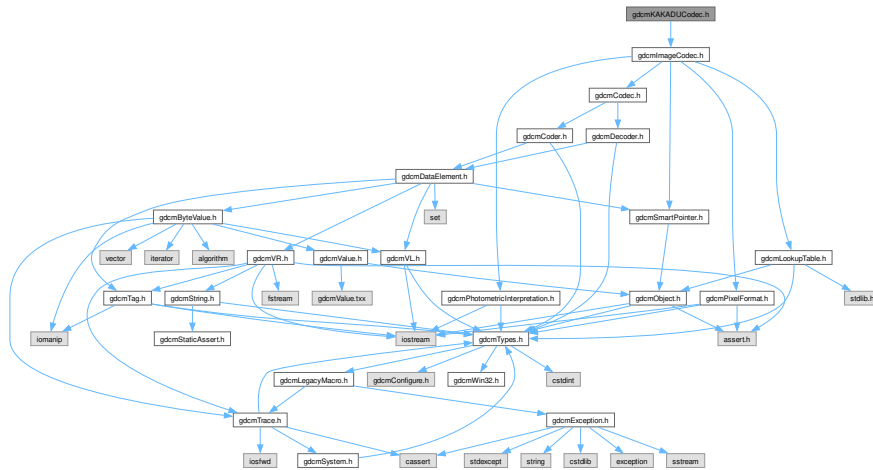 gdcmKAKADUCodec.h
gdcmImageCodec.h
gdcmCodec.h
gdcmCoder.h
gdcmDecoder.h
gdcmDataElement.h
gdcmByteValue.h
set
gdcmSmartPointer.h
vector
iterator
algorithm
gdcmVR.h
gdcmValue.h
gdcmVL.h
gdcmLookupTable.h
gdcmTag.h
gdcmString.h
fstream
gdcmValue.txx
gdcmPhotometricInterpretation.h
gdcmObject.h
gdcmPixelFormat.h
stdlib.h
iomanip
gdcmStaticAssert.h
iostream
gdcmTypes.h
assert.h
gdcmLegacyMacro.h
gdcmConfigure.h
gdcmWin32.h
cstdint
gdcmTrace.h
gdcmException.h
iosfwd
gdcmSystem.h
cassert
stdexcept
string
cstdlib
exception
sstream